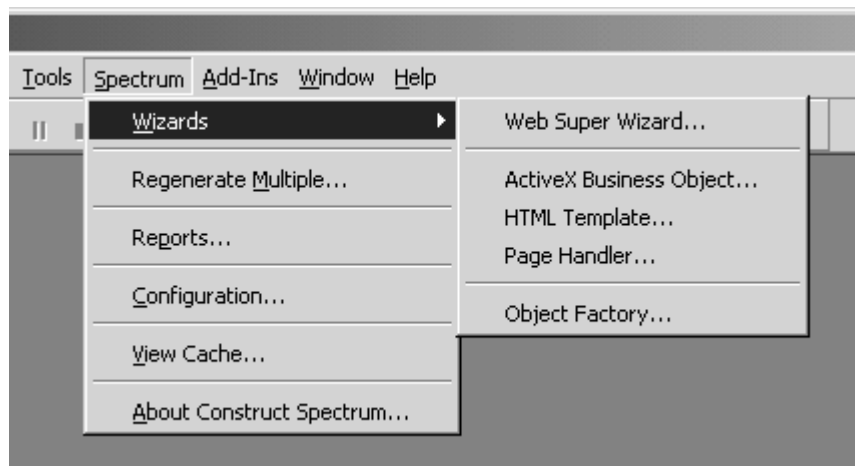 Tools Spectrum Add-Ins Window Help
Wizards
Regenerate Multiple...
Reports...
Configuration...
View Cache...
About Construct Spectrum...
Web Super Wizard...
ActiveX Business Object...
HTML Template...
Page Handler...
Object Factory...